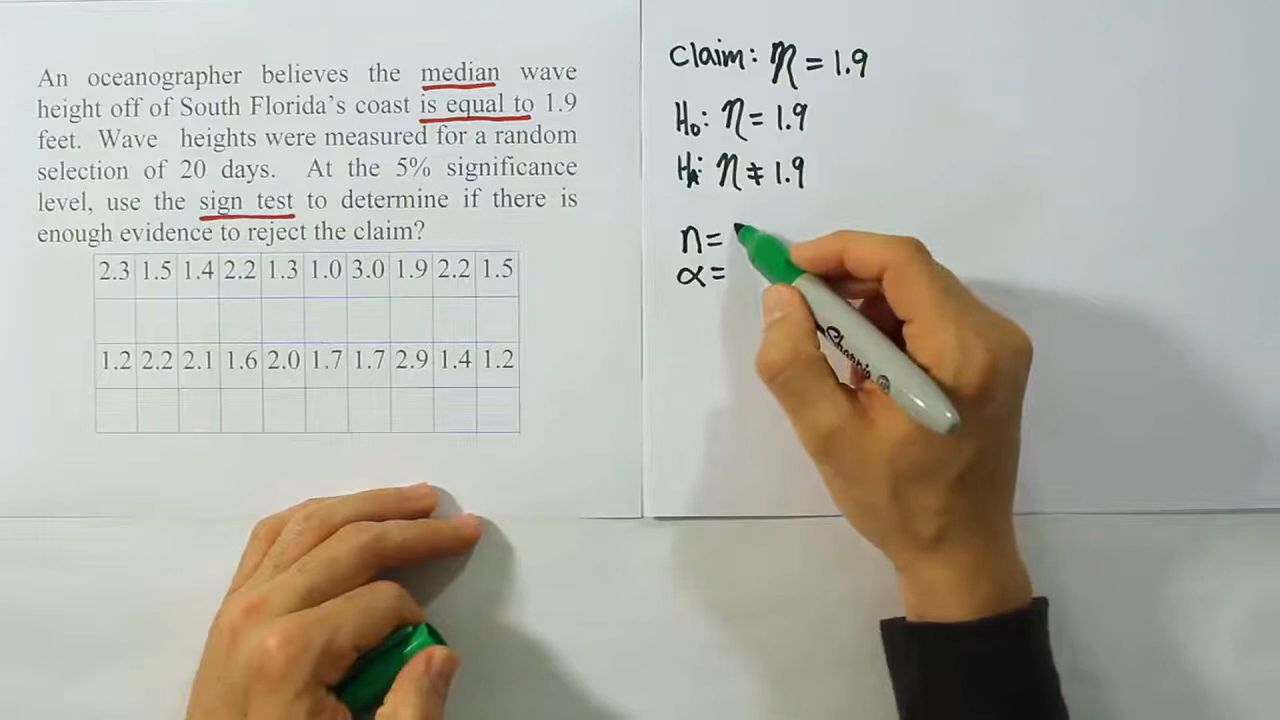 An oceanographer believes the median wave
height off of South Florida's coast is equal to 1.9
feet. Wave heights were measured for a random
selection of 20 days. At the 5% significance
level, use the sign test to determine if there is
enough evidence to reject the claim?
2.3 1.5 1.4 2.2 1.3 1.0 3.0 1.9 2.2 1.5
1.2 2.2 2.1 1.6 2.0 1.7 1.7 2.9 1.4 1.2
Claim: η = 1.9
H₀: η = 1.9
Hₐ: η ≠ 1.9
n =
α =
Sharpie